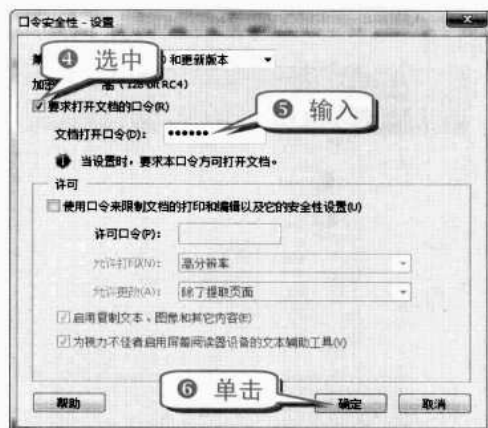 口令安全性 - 设置
④ 选中
和更新版本
(128-bit RC4)
要求打开文档的口令(R)
⑤ 输入
文档打开口令(D): ••••••
当设置时，要求本口令方可打开文档。
许可
使用口令来限制文档的打印和编辑以及它的安全性设置(U)
许可口令(P):
允许打印(N): 高分辨率
允许更改(A): 除了提取页面
启用复制文本、图像和其它内容(E)
为视力不佳者启用屏幕阅读器设备的文本辅助工具(V)
⑥ 单击
帮助 确定 取消